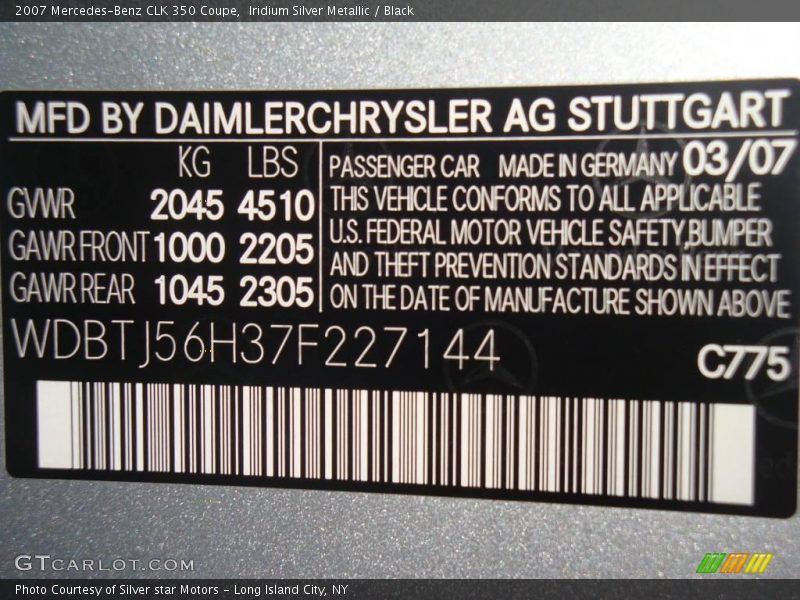 2007 Mercedes-Benz CLK 350 Coupe,  Iridium Silver Metallic / Black
MFD BY DAIMLERCHRYSLER AG STUTTGART
KG LBS
GVWR 2045 4510
GAWR FRONT 1000 2205
GAWR REAR 1045 2305
PASSENGER CAR MADE IN GERMANY 03/07
THIS VEHICLE CONFORMS TO ALL APPLICABLE
U.S. FEDERAL MOTOR VEHICLE SAFETY,BUMPER
AND THEFT PREVENTION STANDARDS IN EFFECT
ON THE DATE OF MANUFACTURE SHOWN ABOVE
WDBTJ56H37F227144
C775
GTCARLOT.COM
Photo Courtesy of Silver star Motors - Long Island City, NY